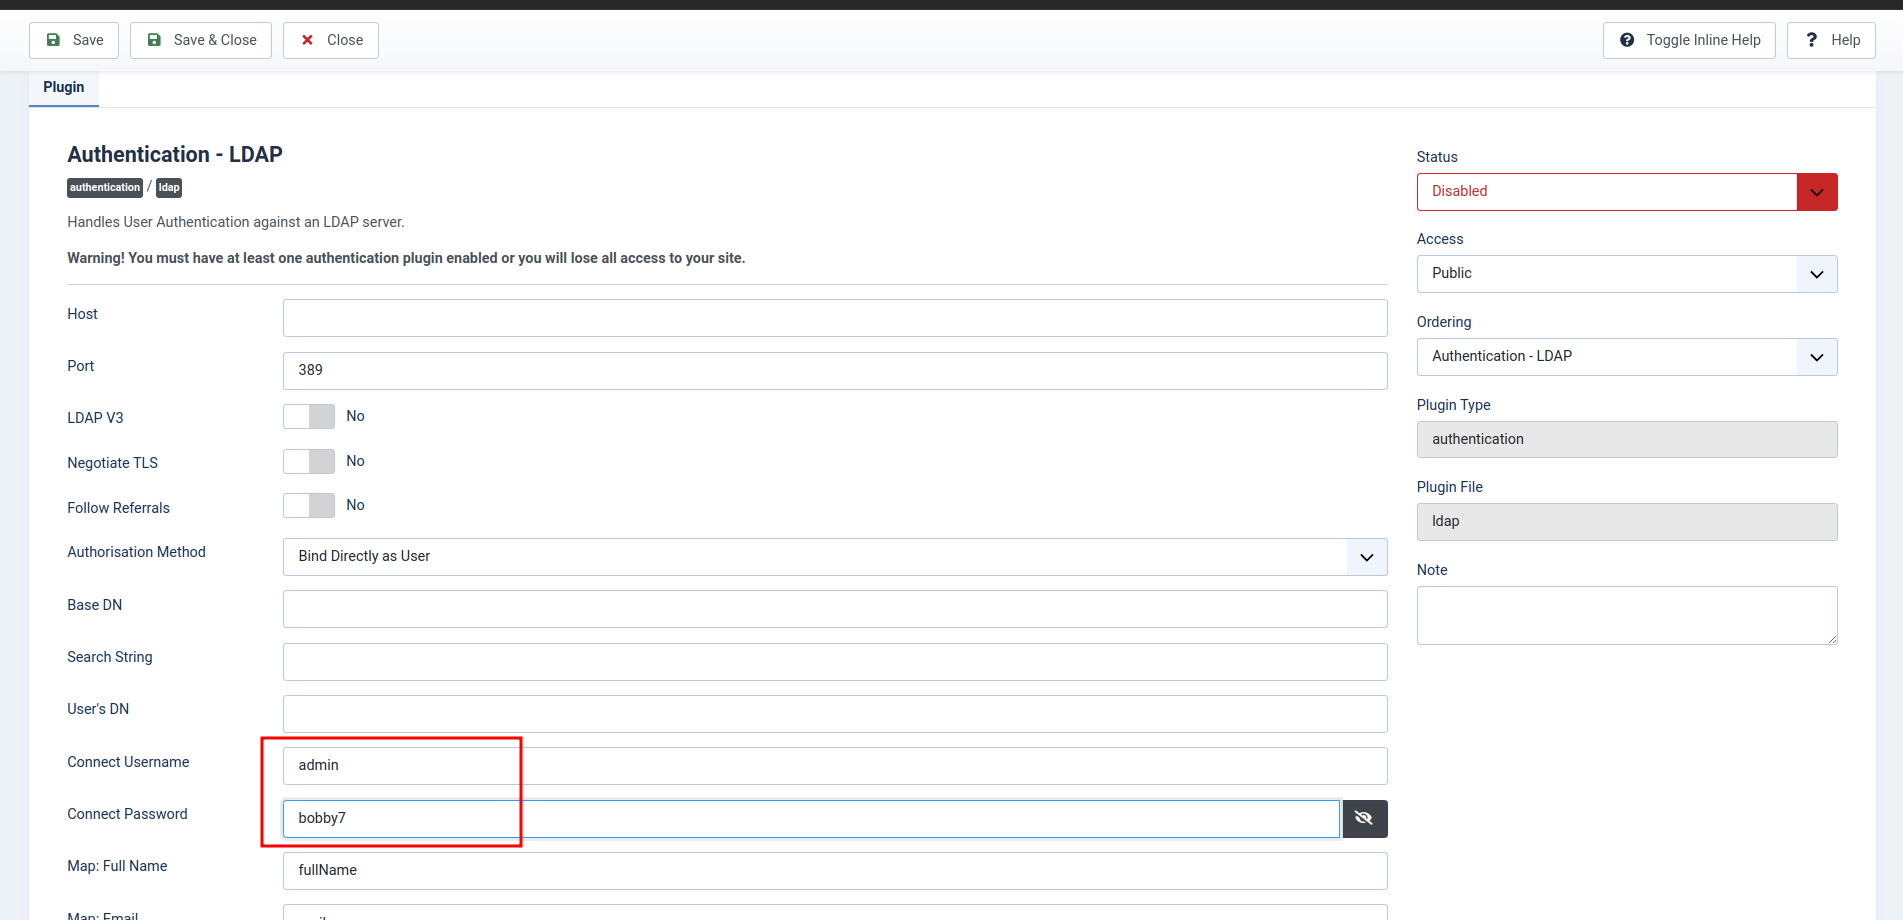 Save
Save & Close
Close
Toggle Inline Help
? Help
Plugin
Authentication - LDAP
authentication / ldap
Handles User Authentication against an LDAP server.
Warning! You must have at least one authentication plugin enabled or you will lose all access to your site.
Host
Port
389
LDAP V3
No
Negotiate TLS
No
Follow Referrals
No
Authorisation Method
Bind Directly as User
Base DN
Search String
User's DN
Connect Username
admin
Connect Password
bobby7
Map: Full Name
fullName
Map: Email
Status
Disabled
Access
Public
Ordering
Authentication - LDAP
Plugin Type
authentication
Plugin File
ldap
Note